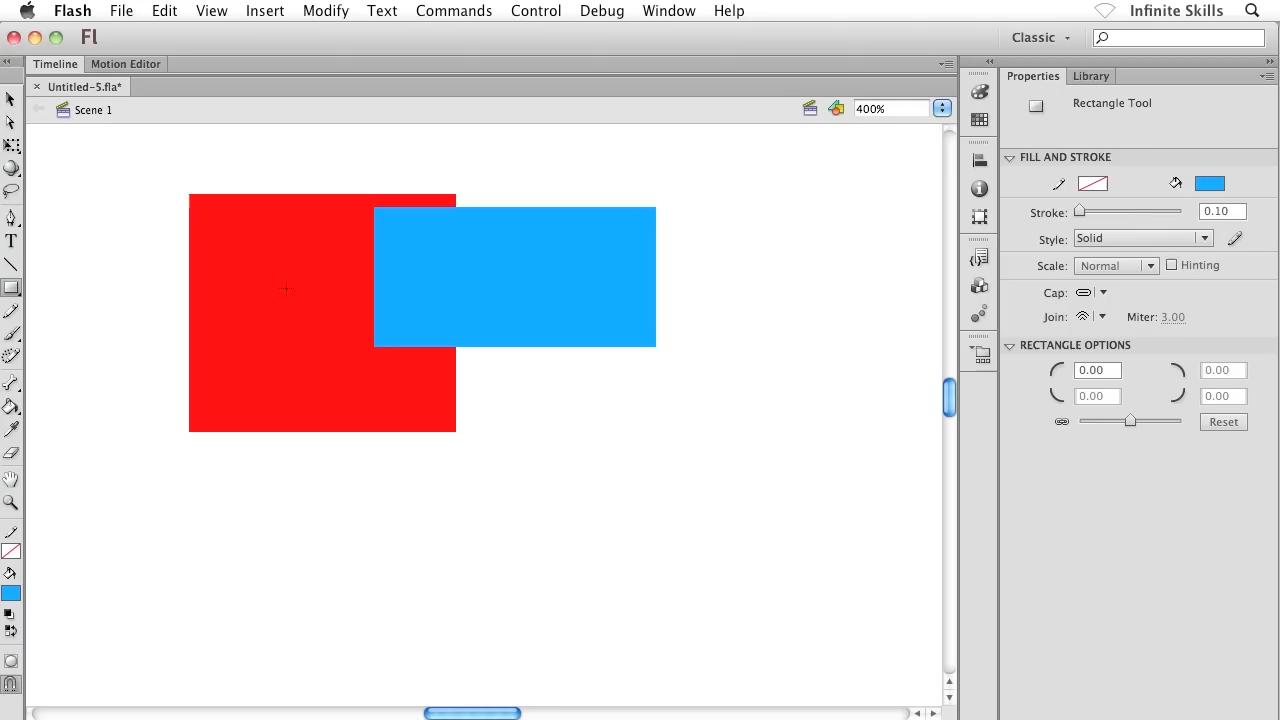 Flash File Edit View Insert Modify Text Commands Control Debug Window Help Infinite Skills
Fl Classic
Timeline Motion Editor
Properties Library
Untitled-5.fla*
Scene 1 400%
Rectangle Tool
FILL AND STROKE
Stroke: 0.10
Style: Solid
Scale: Normal Hinting
Cap:
Join: Miter: 3.00
RECTANGLE OPTIONS
0.00 0.00
0.00 0.00
Reset
T